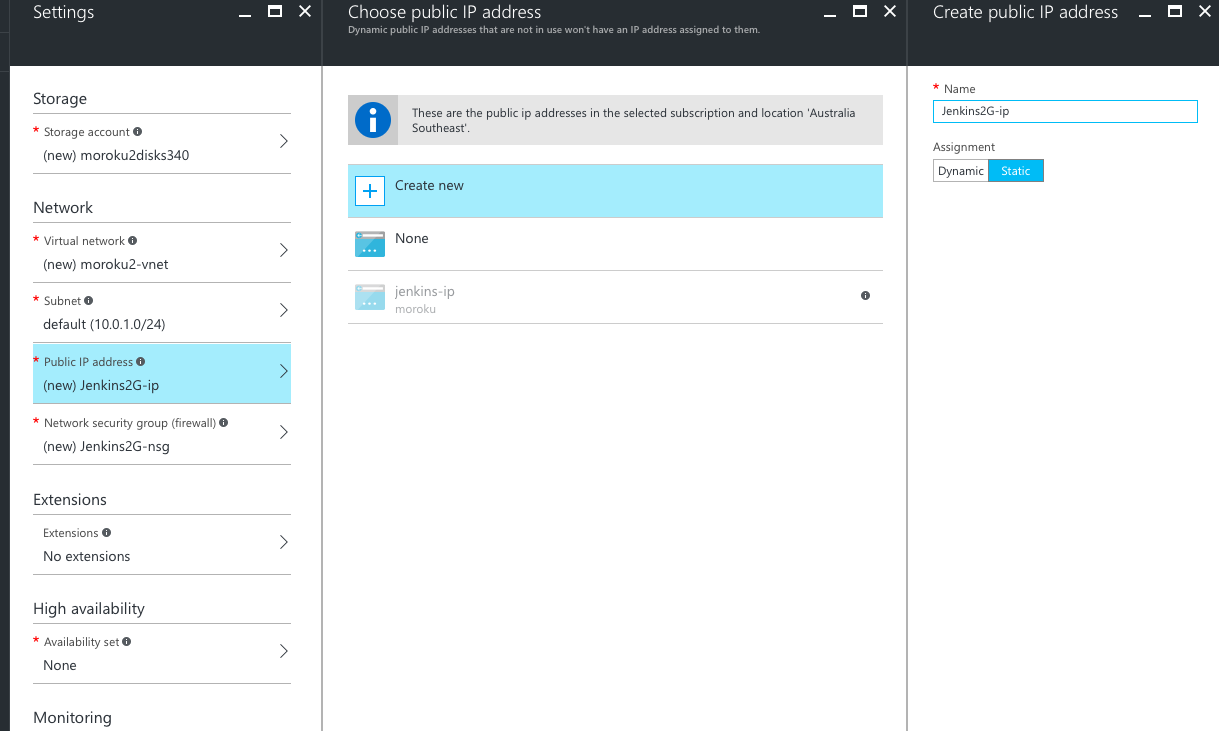 Settings
Storage
* Storage account
(new) moroku2disks340
Network
* Virtual network
(new) moroku2-vnet
* Subnet
default (10.0.1.0/24)
* Public IP address
(new) Jenkins2G-ip
* Network security group (firewall)
(new) Jenkins2G-nsg
Extensions
Extensions
No extensions
High availability
* Availability set
None
Monitoring
Choose public IP address
Dynamic public IP addresses that are not in use won't have an IP address assigned to them.
These are the public ip addresses in the selected subscription and location 'Australia
Southeast'.
Create new
None
jenkins-ip
moroku
Create public IP address
* Name
Jenkins2G-ip
Assignment
Dynamic Static